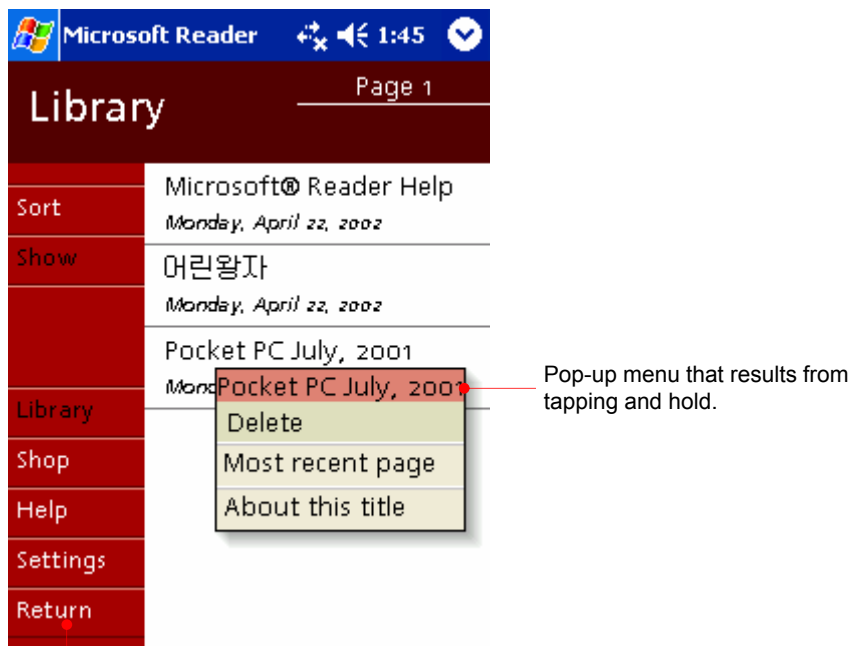 Microsoft Reader 1:45
Library
Page 1
Sort
Show
Library
Shop
Help
Settings
Return
Microsoft® Reader Help
Monday, April 22, 2002
어린왕자
Monday, April 22, 2002
Pocket PC July, 2001
Pocket PC July, 2001
Delete
Most recent page
About this title
Pop-up menu that results from
tapping and hold.